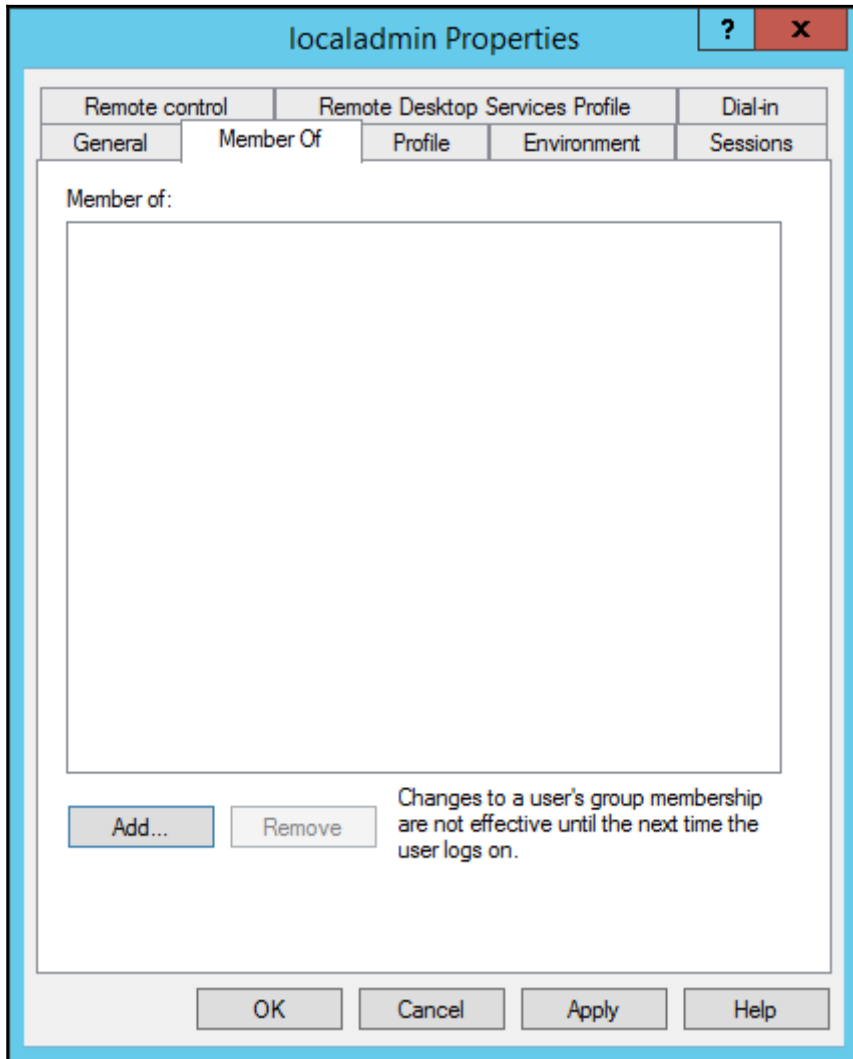 localadmin Properties
?
x
Remote control
Remote Desktop Services Profile
Dial-in
General
Member Of
Profile
Environment
Sessions
Member of:
Add...
Remove
Changes to a user's group membership
are not effective until the next time the
user logs on.
OK
Cancel
Apply
Help